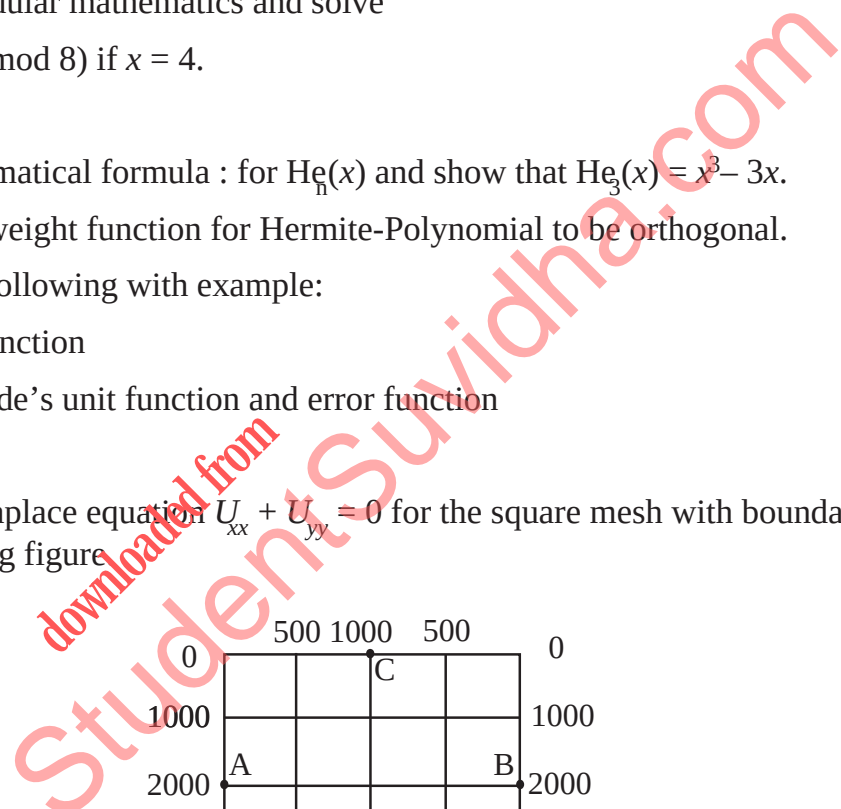 dular mathematics and solve
mod 8) if x = 4.
matical formula : for Heₙ(x) and show that He₃(x) = x³– 3x.
weight function for Hermite-Polynomial to be orthogonal.
ollowing with example:
nction
de’s unit function and error function
aplace equation Uxx + Uyy = 0 for the square mesh with bounda
g figure
500 1000 500
0 0
C
1000 1000
A B
2000 2000
downloaded from
StudentSuvidha.com